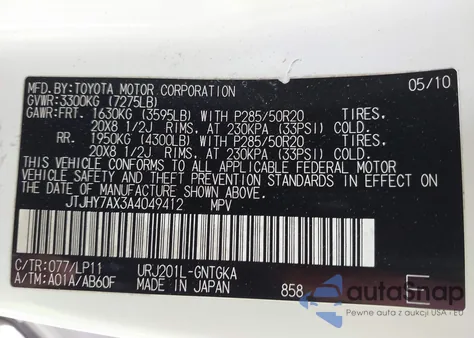 MFD.BY:TOYOTA MOTOR CORPORATION 05/10
GVWR:3300KG (7275LB)
GAWR:FRT. 1630KG (3595LB) WITH P285/50R20 TIRES,
20X8 1/2J RIMS, AT 230KPA (33PSI) COLD.
RR. 1950KG (4300LB) WITH P285/50R20 TIRES,
20X8 1/2J RIMS, AT 230KPA (33PSI) COLD.
THIS VEHICLE CONFORMS TO ALL APPLICABLE FEDERAL MOTOR
VEHICLE SAFETY STANDARDS IN EFFECT ON THE DATE OF
MANUFACTURE SHOWN ABOVE.
JTJHY7AX3A4049412 MPV
C/TR:077/LP11 URJ201L-GNTGKA
A/TM:A01A/AB60F MADE IN JAPAN 858 E
autaSnap
Pewne auta z aukcji USA i